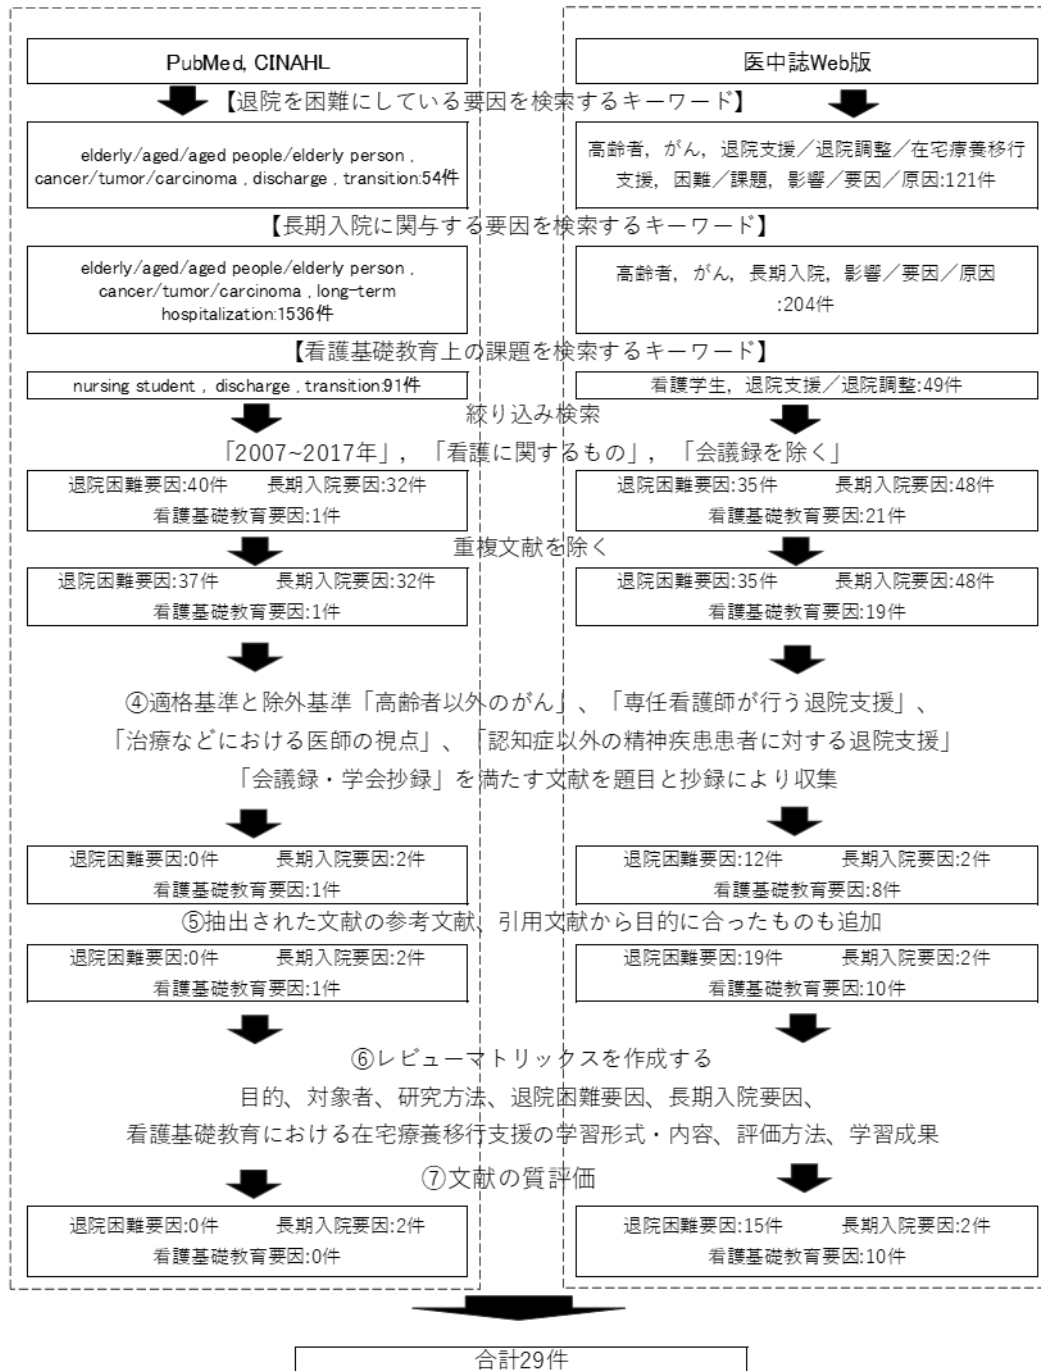 PubMed, CINAHL
医中誌Web版
【退院を困難にしている要因を検索するキーワード】
elderly/aged/aged people/elderly person ,
cancer/tumor/carcinoma , discharge , transition:54件
高齢者，がん，退院支援／退院調整／在宅療養移行
支援，困難／課題，影響／要因／原因:121件
【長期入院に関与する要因を検索するキーワード】
elderly/aged/aged people/elderly person ,
cancer/tumor/carcinoma , long-term
hospitalization:1536件
高齢者，がん，長期入院，影響／要因／原因
:204件
【看護基礎教育上の課題を検索するキーワード】
nursing student , discharge , transition:91件
看護学生，退院支援／退院調整:49件
絞り込み検索
「2007~2017年」，「看護に関するもの」，「会議録を除く」
退院困難要因:40件 長期入院要因:32件
看護基礎教育要因:1件
退院困難要因:35件 長期入院要因:48件
看護基礎教育要因:21件
重複文献を除く
退院困難要因:37件 長期入院要因:32件
看護基礎教育要因:1件
退院困難要因:35件 長期入院要因:48件
看護基礎教育要因:19件
④適格基準と除外基準「高齢者以外のがん」、「専任看護師が行う退院支援」、
「治療などにおける医師の視点」、「認知症以外の精神疾患患者に対する退院支援」
「会議録・学会抄録」を満たす文献を題目と抄録により収集
退院困難要因:0件 長期入院要因:2件
看護基礎教育要因:1件
退院困難要因:12件 長期入院要因:2件
看護基礎教育要因:8件
⑤抽出された文献の参考文献、引用文献から目的に合ったものも追加
退院困難要因:0件 長期入院要因:2件
看護基礎教育要因:1件
退院困難要因:19件 長期入院要因:2件
看護基礎教育要因:10件
⑥レビューマトリックスを作成する
目的、対象者、研究方法、退院困難要因、長期入院要因、
看護基礎教育における在宅療養移行支援の学習形式・内容、評価方法、学習成果
⑦文献の質評価
退院困難要因:0件 長期入院要因:2件
看護基礎教育要因:0件
退院困難要因:15件 長期入院要因:2件
看護基礎教育要因:10件
合計29件